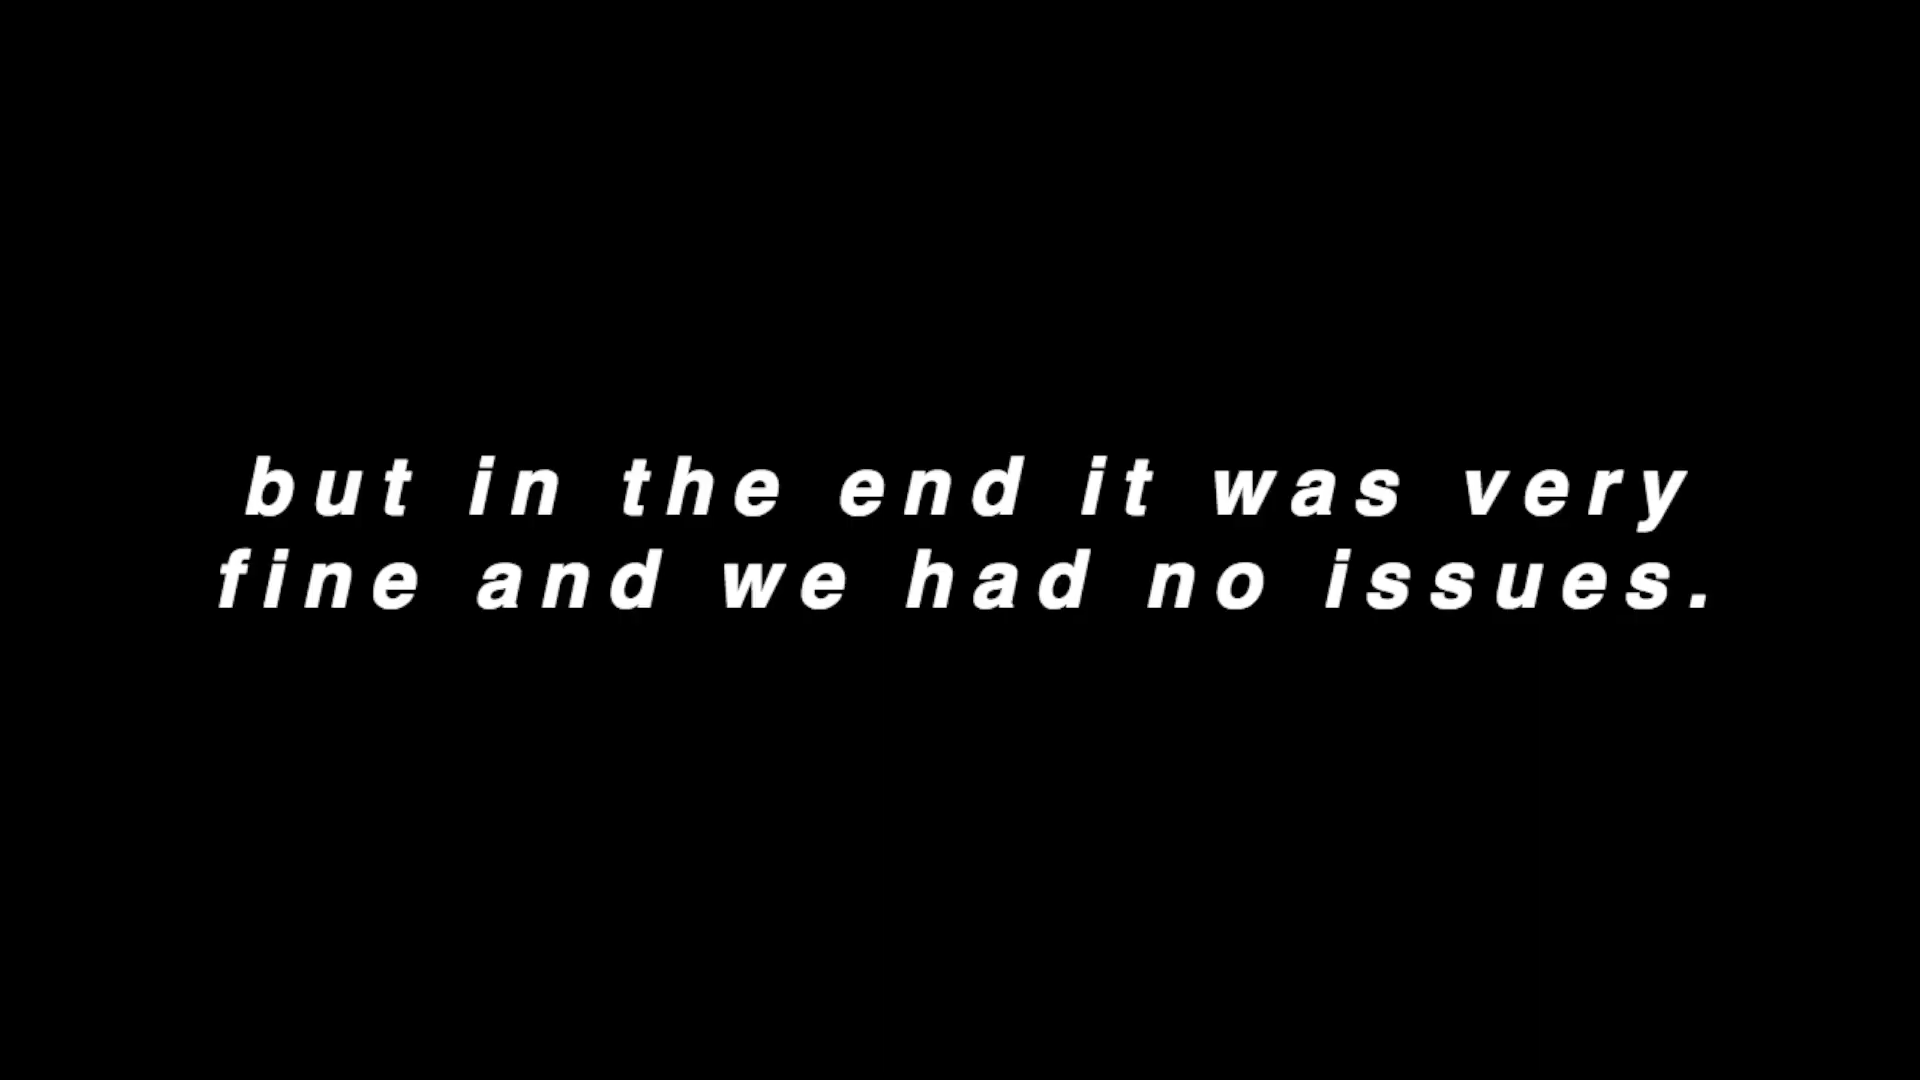 but in the end it was very
fine and we had no issues.